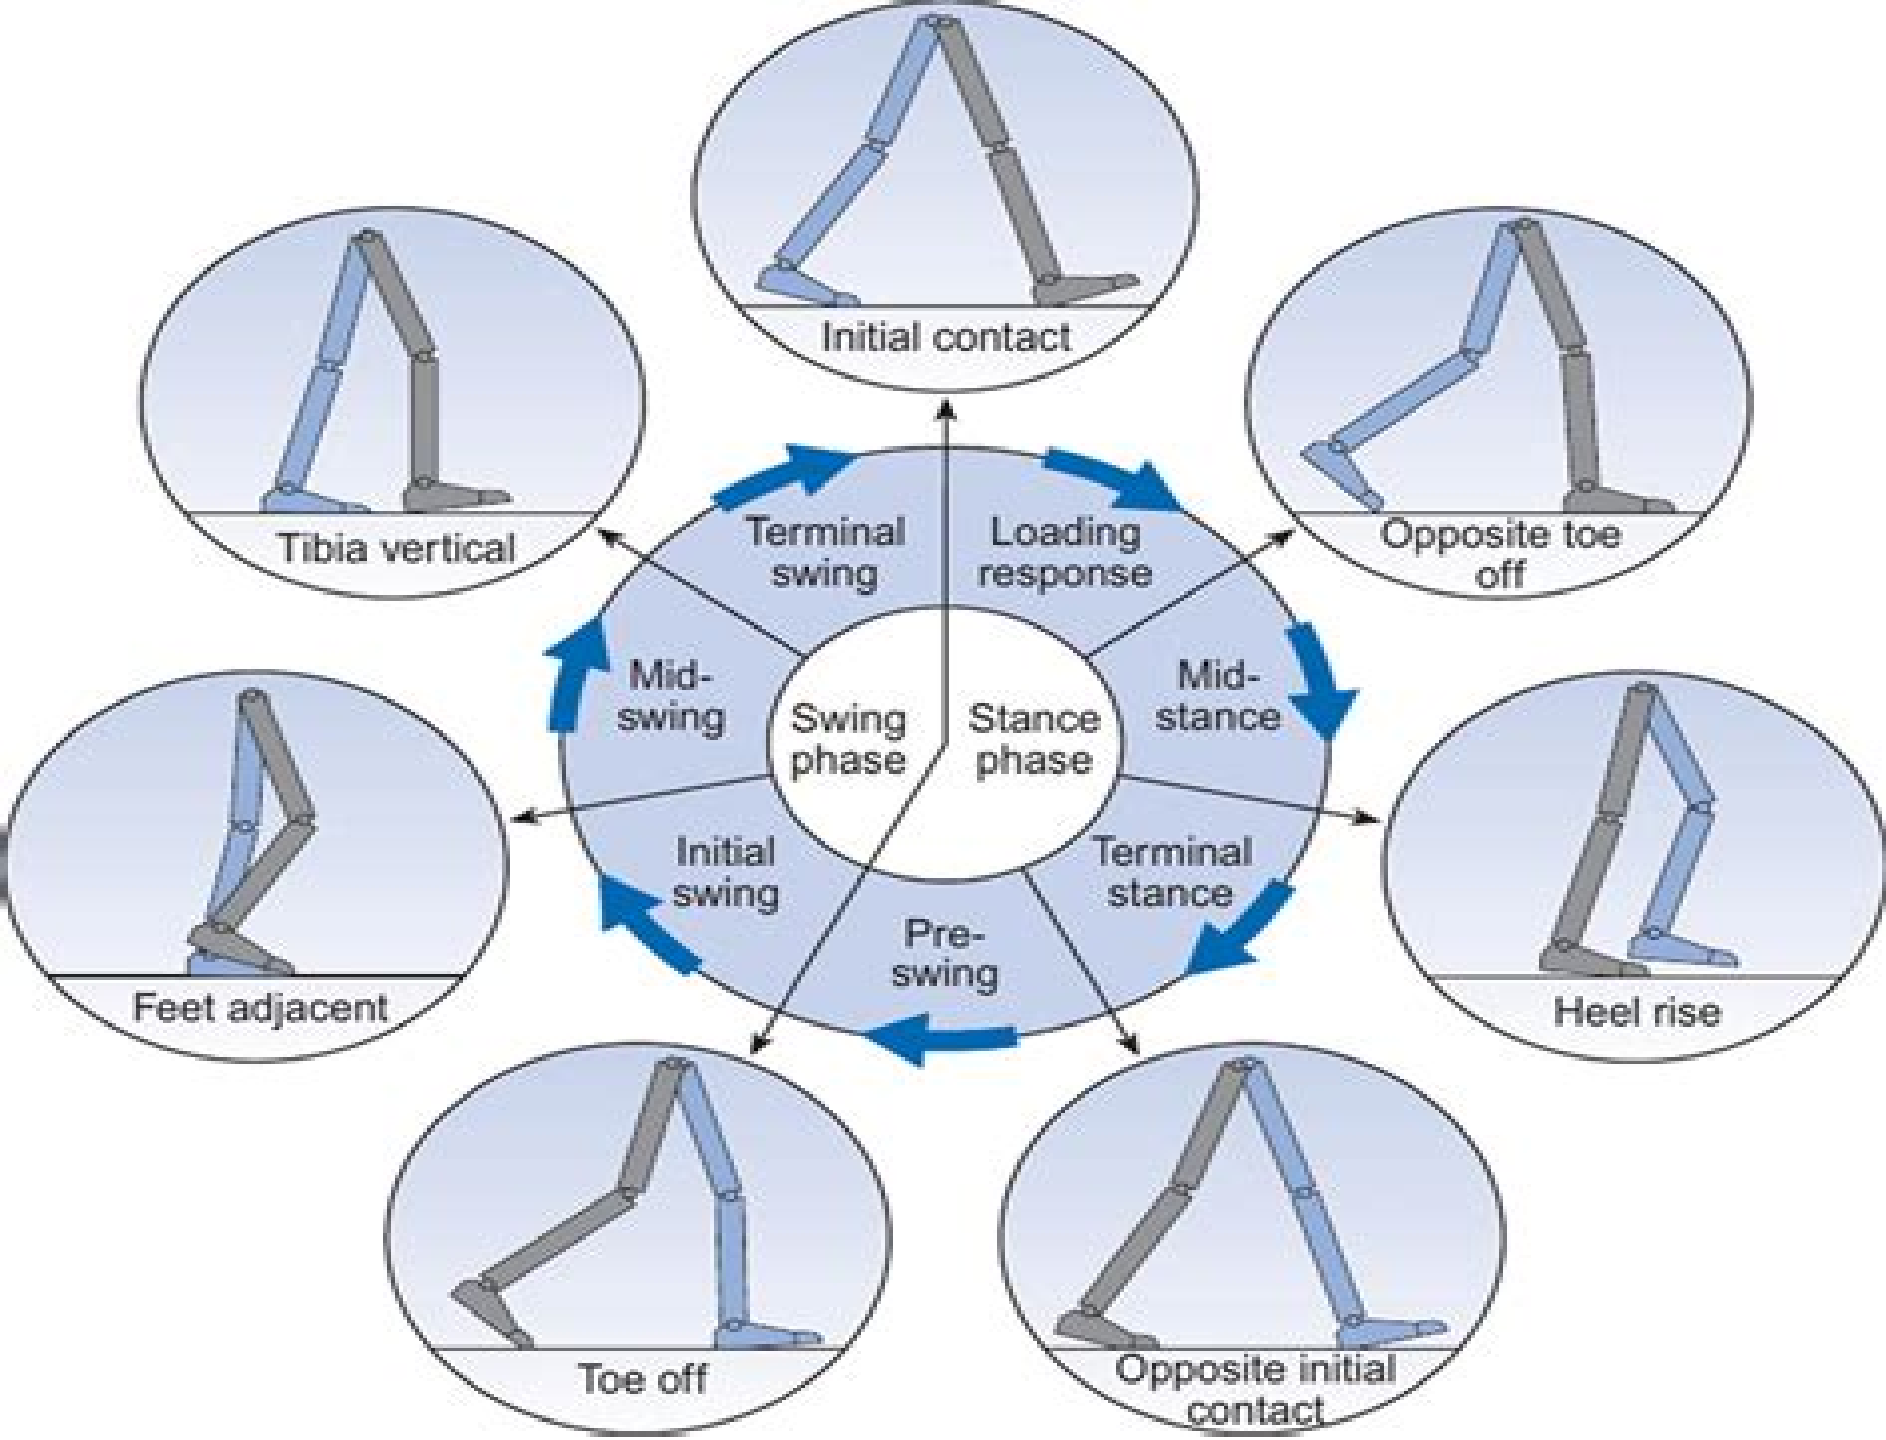 Initial contact
Tibia vertical
Opposite toe
off
Terminal
swing
Loading
response
Mid-
swing
Swing
phase
Stance
phase
Mid-
stance
Initial
swing
Pre-
swing
Terminal
stance
Feet adjacent
Heel rise
Toe off
Opposite initial
contact